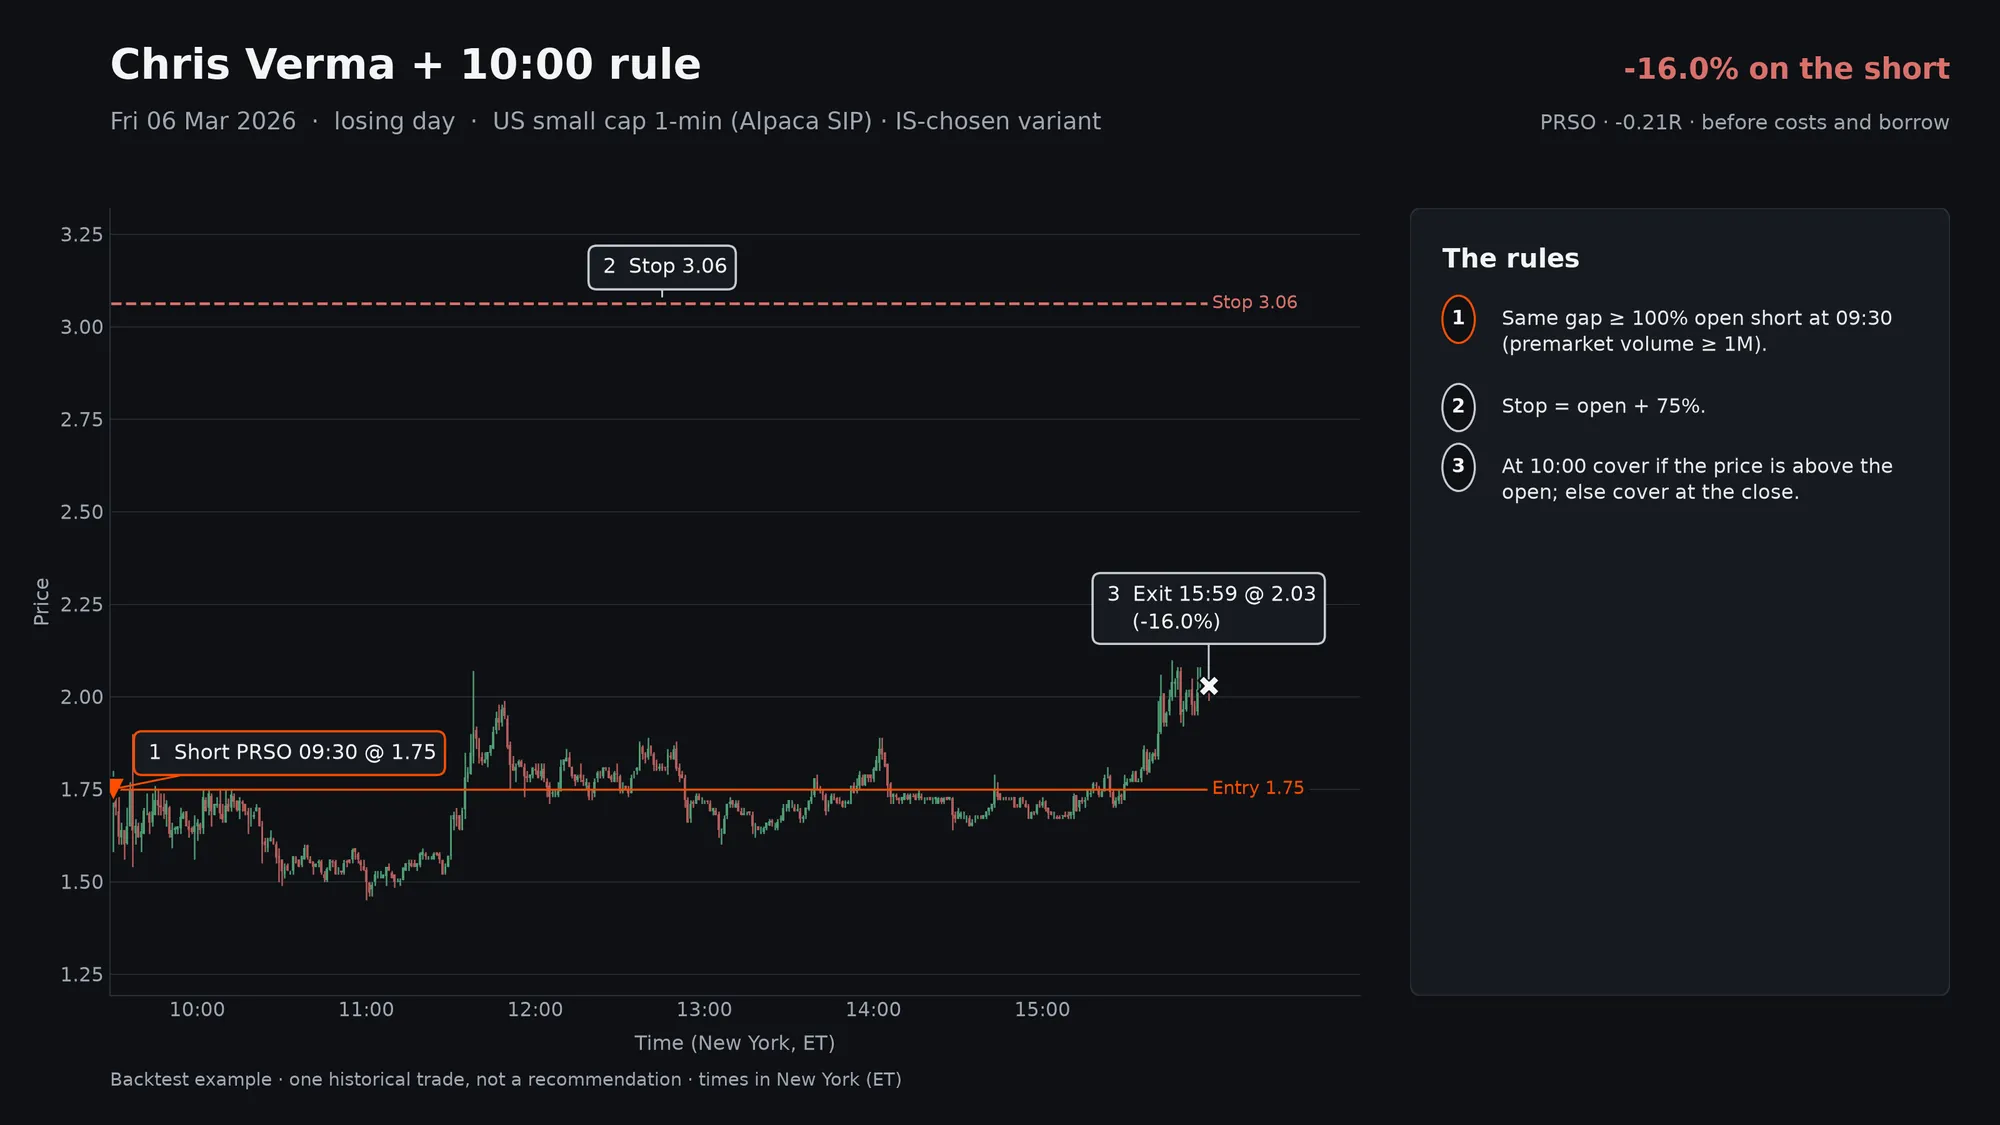 Chris Verma + 10:00 rule
-16.0% on the short
Fri 06 Mar 2026 · losing day · US small cap 1-min (Alpaca SIP) · IS-chosen variant
PRSO · -0.21R · before costs and borrow
3.25
3.00
2.75
2.50
2.25
2.00
1.75
1.50
1.25
Price
2 Stop 3.06
Stop 3.06
3 Exit 15:59 @ 2.03
(-16.0%)
1 Short PRSO 09:30 @ 1.75
Entry 1.75
10:00
11:00
12:00
13:00
14:00
15:00
Time (New York, ET)
The rules
1 Same gap ≥ 100% open short at 09:30
(premarket volume ≥ 1M).
2 Stop = open + 75%.
3 At 10:00 cover if the price is above the
open; else cover at the close.
Backtest example · one historical trade, not a recommendation · times in New York (ET)